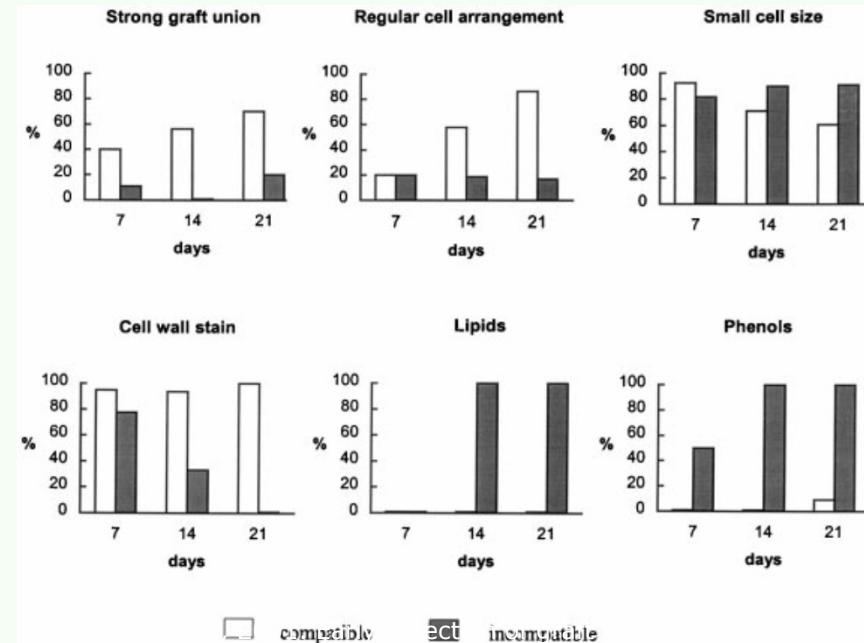 Strong graft union
Regular cell arrangement
Small cell size
100
80
60
40
20
0
%
7 14 21
days
100
80
60
40
20
0
%
7 14 21
days
100
80
60
40
20
0
%
7 14 21
days
Cell wall stain
Lipids
Phenols
100
80
60
40
20
0
%
7 14 21
days
100
80
60
40
20
0
%
7 14 21
days
100
80
60
40
20
0
%
7 14 21
days
compatible incompatible